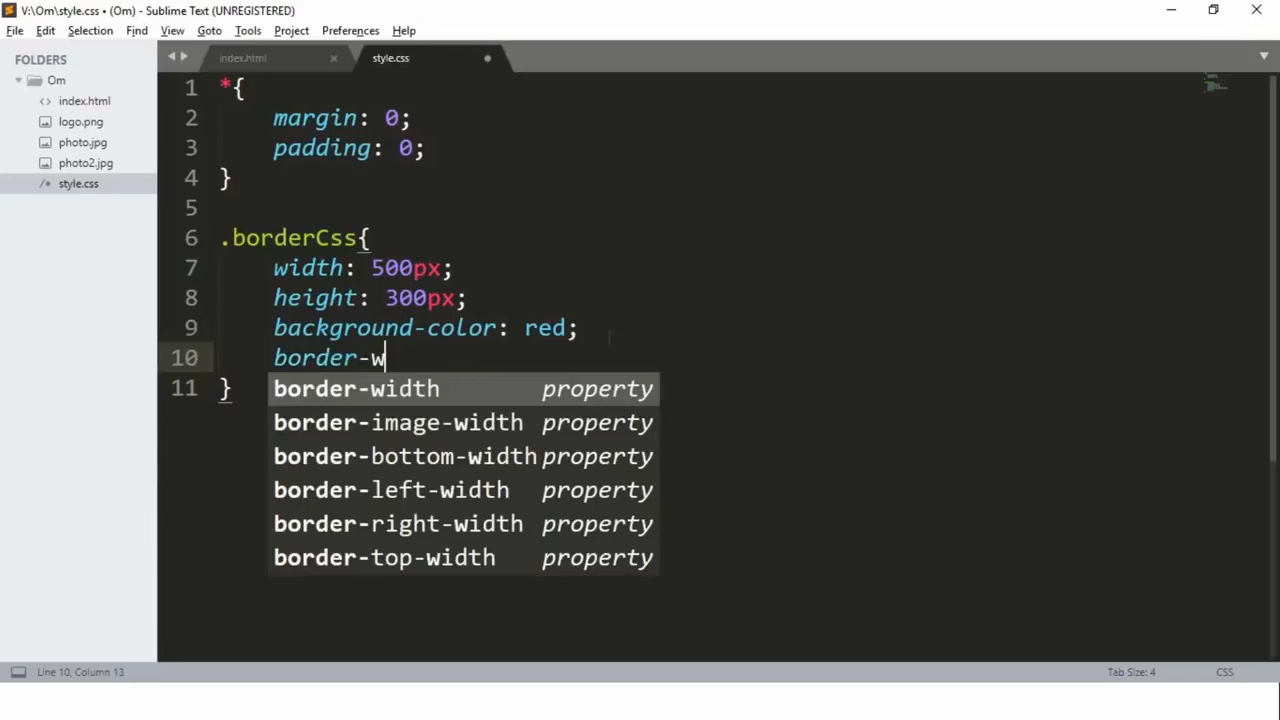 V:\Om\style.css • (Om) - Sublime Text (UNREGISTERED)
File Edit Selection Find View Goto Tools Project Preferences Help
FOLDERS
Om
index.html
logo.png
photo.jpg
photo2.jpg
style.css
index.html style.css
1 *{
2 margin: 0;
3 padding: 0;
4 }
5
6 .borderCss{
7 width: 500px;
8 height: 300px;
9 background-color: red;
10 border-w
11 }
border-width property
border-image-width property
border-bottom-width property
border-left-width property
border-right-width property
border-top-width property
Line 10, Column 13 Tab Size: 4 CSS